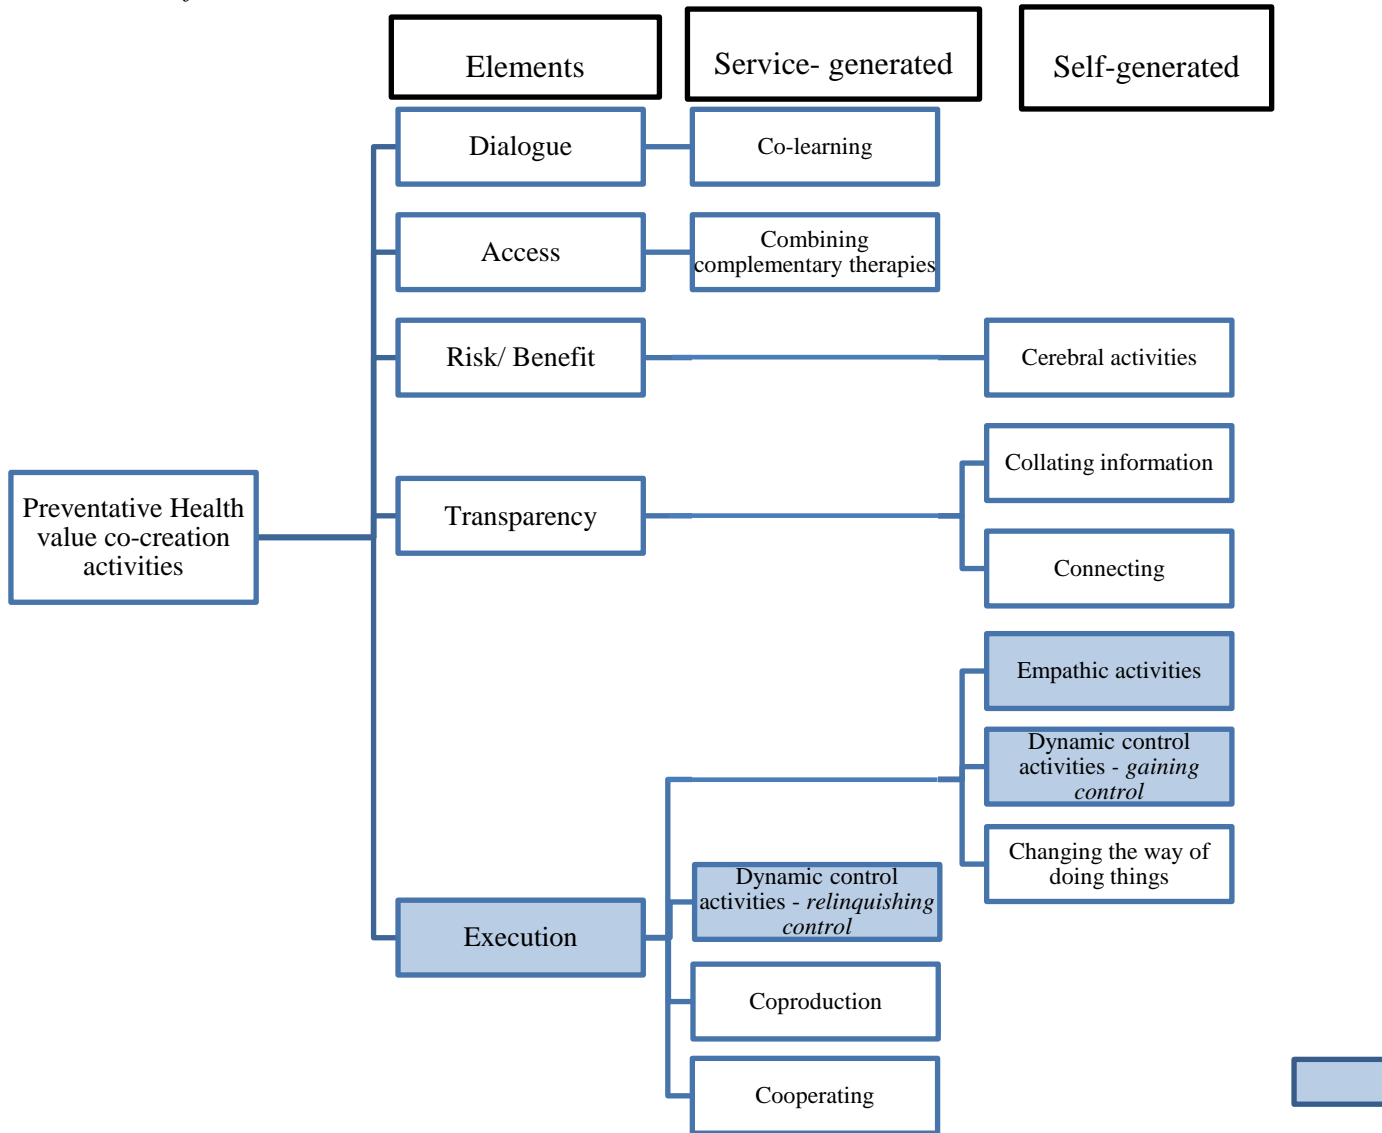 Elements
Service- generated
Self-generated
Dialogue
Co-learning
Access
Combining
complementary therapies
Risk/ Benefit
Cerebral activities
Collating information
Preventative Health
value co-creation
activities
Transparency
Connecting
Empathic activities
Dynamic control
activities - gaining
control
Changing the way of
doing things
Dynamic control
activities - relinquishing
control
Execution
Coproduction
Cooperating